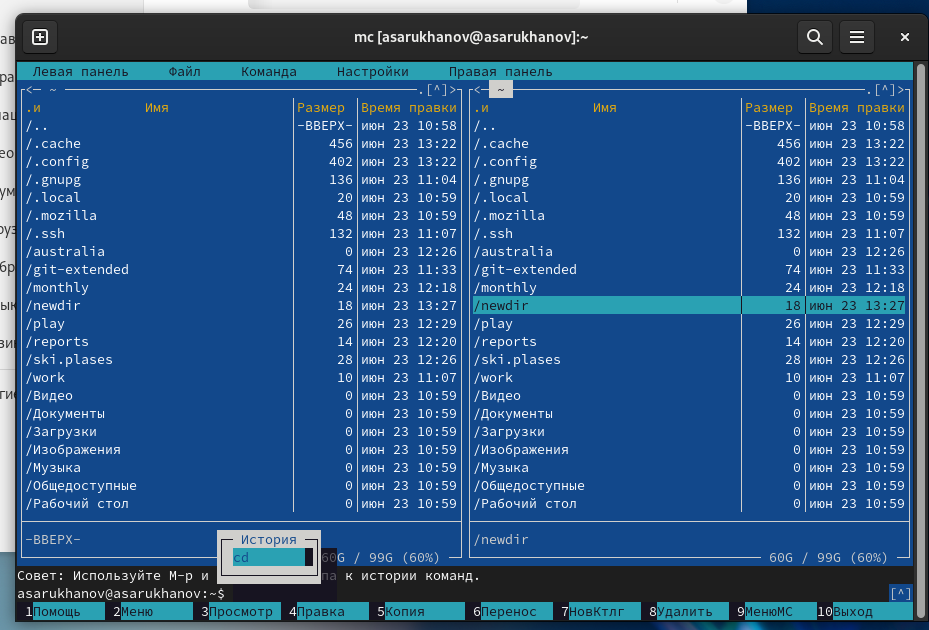 mc [asarukhanov@asarukhanov]:~
Левая панель Файл Команда Настройки Правая панель
<─ ~ .[^]> <─ ~ .[^]>
.и Имя Размер Время правки .и Имя Размер Время правки
/.. -ВВЕРХ- июн 23 10:58 /.. -ВВЕРХ- июн 23 10:58
/.cache 456 июн 23 13:22 /.cache 456 июн 23 13:22
/.config 402 июн 23 13:22 /.config 402 июн 23 13:22
/.gnupg 136 июн 23 11:04 /.gnupg 136 июн 23 11:04
/.local 20 июн 23 10:59 /.local 20 июн 23 10:59
/.mozilla 48 июн 23 10:59 /.mozilla 48 июн 23 10:59
/.ssh 132 июн 23 11:07 /.ssh 132 июн 23 11:07
/australia 0 июн 23 12:26 /australia 0 июн 23 12:26
/git-extended 74 июн 23 11:33 /git-extended 74 июн 23 11:33
/monthly 24 июн 23 12:18 /monthly 24 июн 23 12:18
/newdir 18 июн 23 13:27 /newdir 18 июн 23 13:27
/play 26 июн 23 12:29 /play 26 июн 23 12:29
/reports 14 июн 23 12:20 /reports 14 июн 23 12:20
/ski.plases 28 июн 23 12:26 /ski.plases 28 июн 23 12:26
/work 10 июн 23 11:07 /work 10 июн 23 11:07
/Видео 0 июн 23 10:59 /Видео 0 июн 23 10:59
/Документы 0 июн 23 10:59 /Документы 0 июн 23 10:59
/Загрузки 0 июн 23 10:59 /Загрузки 0 июн 23 10:59
/Изображения 0 июн 23 10:59 /Изображения 0 июн 23 10:59
/Музыка 0 июн 23 10:59 /Музыка 0 июн 23 10:59
/Общедоступные 0 июн 23 10:59 /Общедоступные 0 июн 23 10:59
/Рабочий стол 0 июн 23 10:59 /Рабочий стол 0 июн 23 10:59
-ВВЕРХ- История /newdir
cd 60G / 99G (60%) 60G / 99G (60%)
Совет: Используйте M-p и па к истории команд.
asarukhanov@asarukhanov:~$ [^]
1Помощь 2Меню 3Просмотр 4Правка 5Копия 6Перенос 7НовКтлг 8Удалить 9МенюMC 10Выход